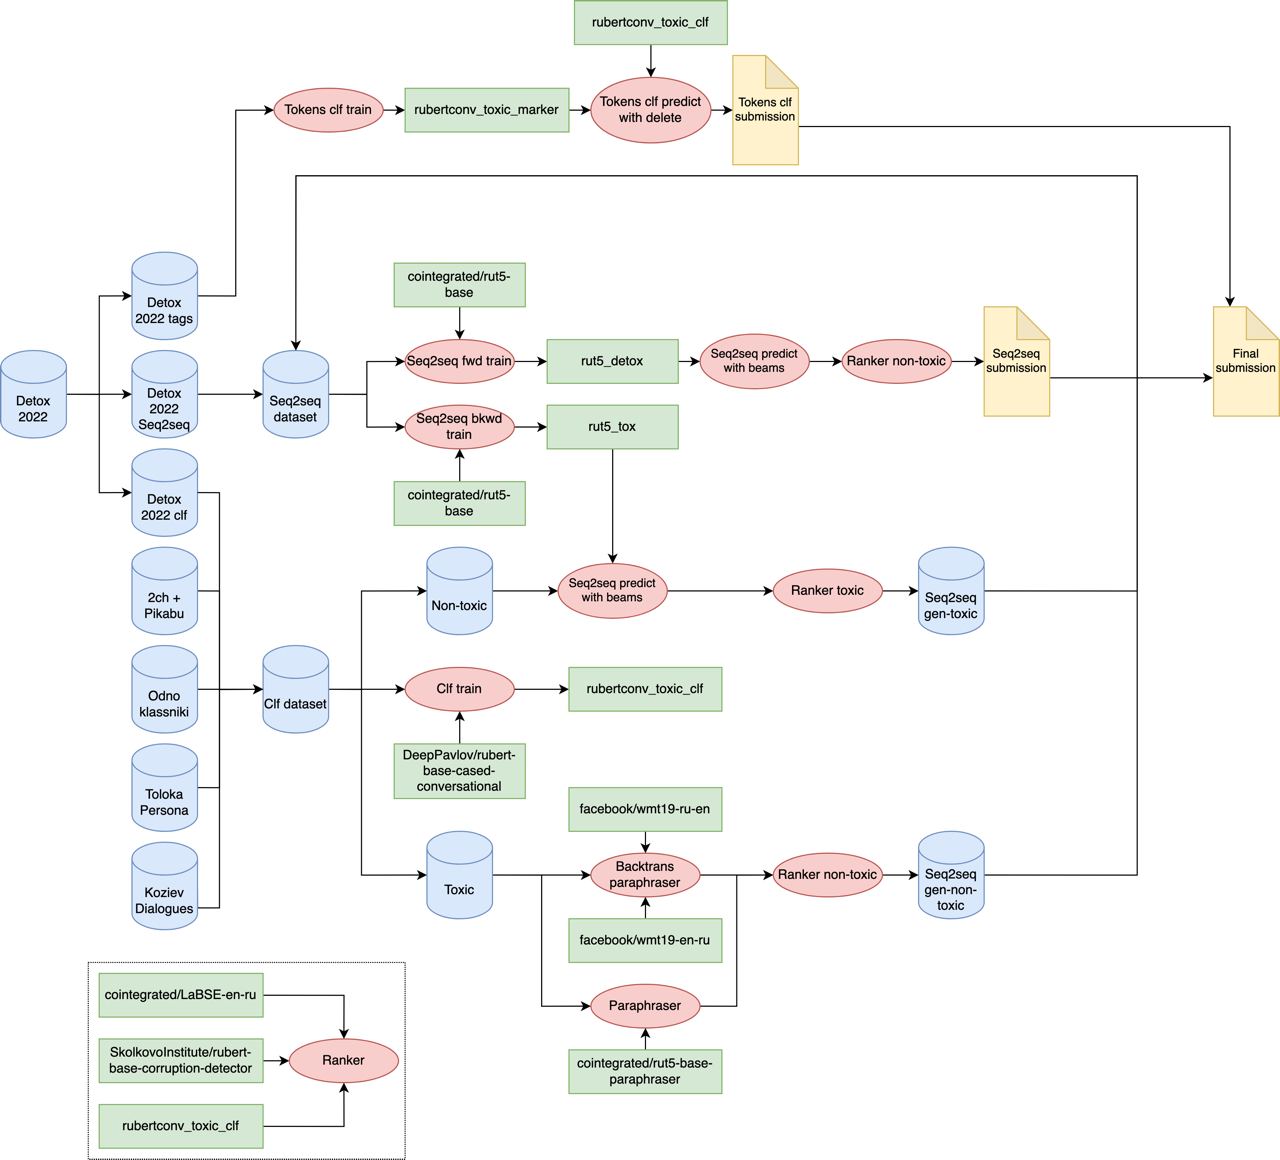 rubertconv_toxic_clf
Tokens clf train
rubertconv_toxic_marker
Tokens clf predict
with delete
Tokens clf
submission
Detox
2022 tags
cointegrated/rut5-
base
Detox
2022
Detox
2022
Seq2seq
Seq2seq
dataset
Seq2seq fwd train
rut5_detox
Seq2seq predict
with beams
Ranker non-toxic
Seq2seq
submission
Final
submission
Seq2seq bkwd
train
rut5_tox
cointegrated/rut5-
base
Detox
2022 clf
2ch +
Pikabu
Non-toxic
Seq2seq predict
with beams
Ranker toxic
Seq2seq
gen-toxic
Odno
klassniki
Clf dataset
Clf train
rubertconv_toxic_clf
DeepPavlov/rubert-
base-cased-
conversational
Toloka
Persona
facebook/wmt19-ru-en
Koziev
Dialogues
Toxic
Backtrans
paraphraser
Ranker non-toxic
Seq2seq
gen-non-
toxic
facebook/wmt19-en-ru
Paraphraser
cointegrated/rut5-base-
paraphraser
cointegrated/LaBSE-en-ru
SkolkovoInstitute/rubert-
base-corruption-detector
Ranker
rubertconv_toxic_clf